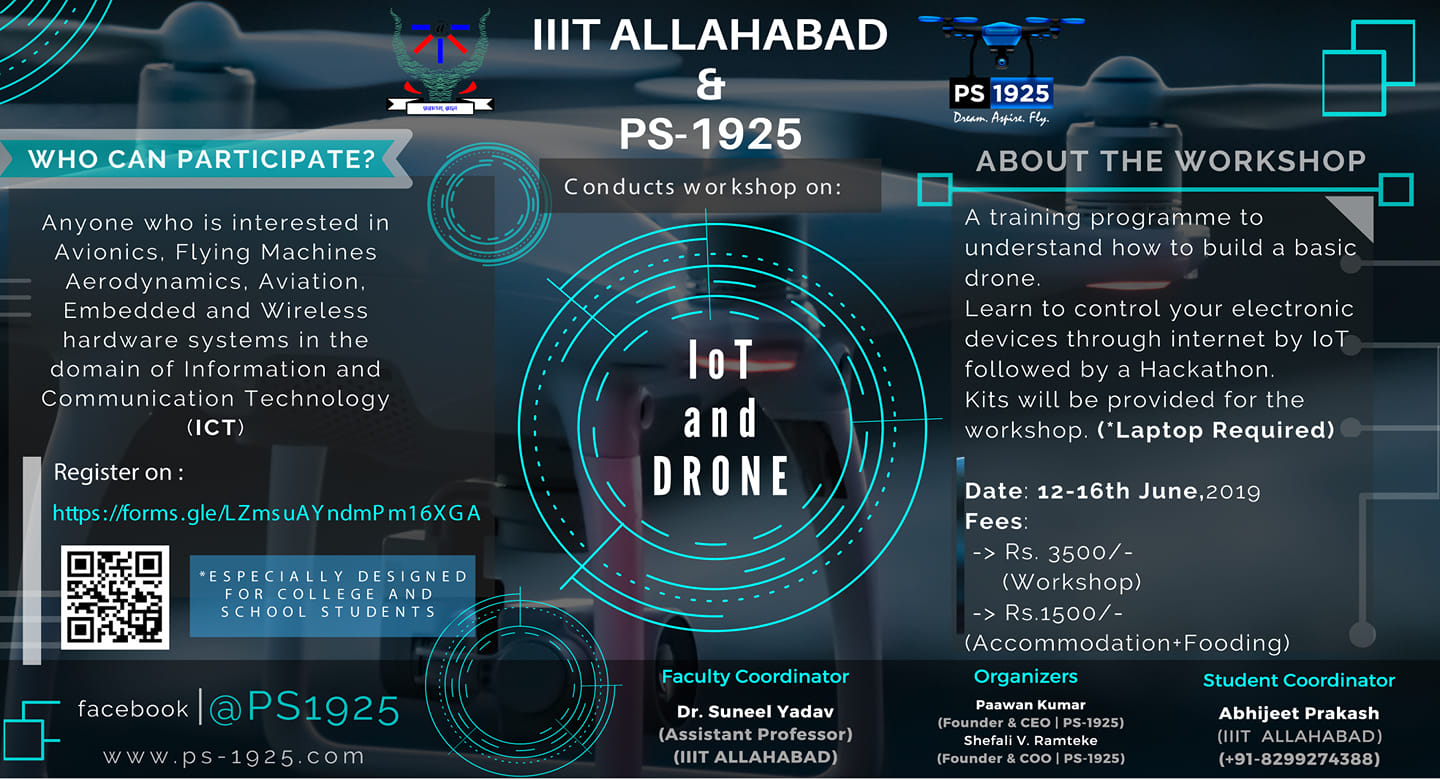 IIIT ALLAHABAD
&
PS-1925
PS 1925
Dream. Aspire. Fly.
Conducts workshop on:
IoT
and
DRONE
WHO CAN PARTICIPATE?
Anyone who is interested in
Avionics, Flying Machines
Aerodynamics, Aviation,
Embedded and Wireless
hardware systems in the
domain of Information and
Communication Technology
(ICT)
Register on :
https://forms.gle/LZmsuAYndmPm16XGA
*ESPECIALLY DESIGNED
FOR COLLEGE AND
SCHOOL STUDENTS
facebook |@PS1925
www.ps-1925.com
ABOUT THE WORKSHOP
A training programme to
understand how to build a basic
drone.
Learn to control your electronic
devices through internet by IoT
followed by a Hackathon.
Kits will be provided for the
workshop. (*Laptop Required)
Date: 12-16th June,2019
Fees:
-> Rs. 3500/-
(Workshop)
-> Rs.1500/-
(Accommodation+Fooding)
Faculty Coordinator
Dr. Suneel Yadav
(Assistant Professor)
(IIIT ALLAHABAD)
Organizers
Paawan Kumar
(Founder & CEO | PS-1925)
Shefali V. Ramteke
(Founder & COO | PS-1925)
Student Coordinator
Abhijeet Prakash
(IIIT ALLAHABAD)
(+91-8299274388)